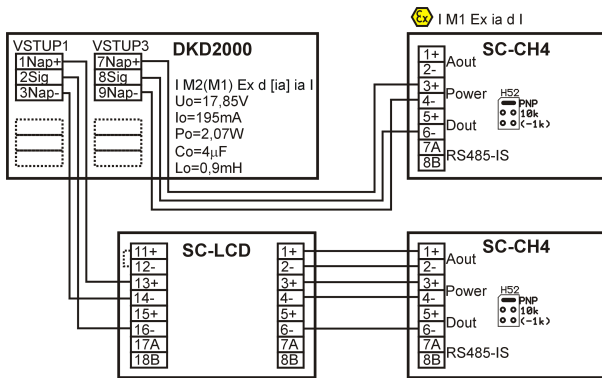 Ex I M1 Ex ia d I
VSTUP1 VSTUP3 DKD2000
1Nap+ 7Nap+
2Sig 8Sig
3Nap- 9Nap-
I M2(M1) Ex d [ia] ia I
Uo=17,85V
Io=195mA
Po=2,07W
Co=4µF
Lo=0,9mH
SC-CH4
1+
2-
Aout
3+
4-
Power
5+
6-
Dout
7A
8B
RS485-IS
H52
PNP
10k
(-1k)
SC-LCD
11+ 1+
12- 2-
13+ 3+
14- 4-
15+ 5+
16- 6-
17A 7A
18B 8B
SC-CH4
1+
2-
Aout
3+
4-
Power
5+
6-
Dout
7A
8B
RS485-IS
H52
PNP
10k
(-1k)